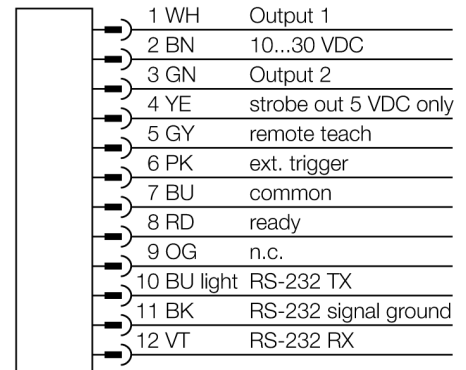 1 WH Output 1
2 BN 10...30 VDC
3 GN Output 2
4 YE strobe out 5 VDC only
5 GY remote teach
6 PK ext. trigger
7 BU common
8 RD ready
9 OG n.c.
10 BU light RS-232 TX
11 BK RS-232 signal ground
12 VT RS-232 RX